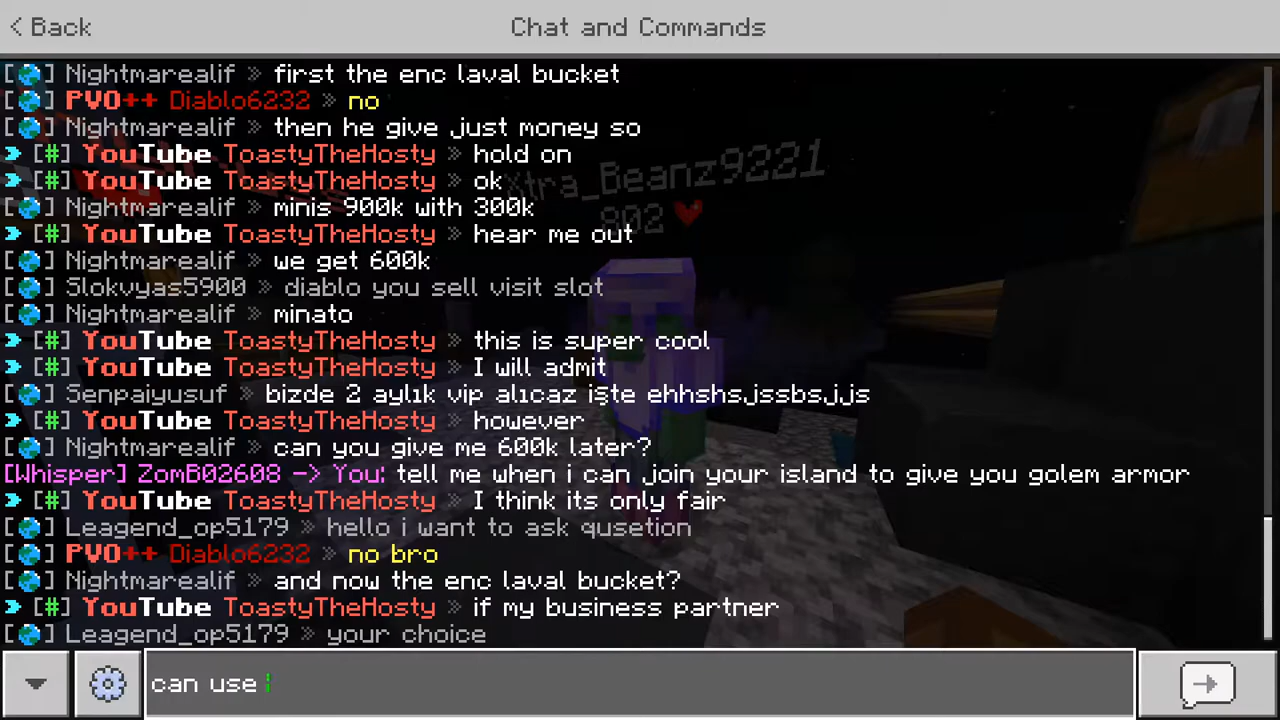 < Back
Chat and Commands
[🌏] Nightmarealif » first the enc laval bucket
[🌏] PVO++ Diablo6232 » no
[🌏] Nightmarealif » then he give just money so
[#] YouTube ToastyTheHosty » hold on
[#] YouTube ToastyTheHosty » ok
Xtra_Beanz9221
[🌏] Nightmarealif » minis 900k with 300k
802 ❤
[#] YouTube ToastyTheHosty » hear me out
[🌏] Nightmarealif » we get 600k
[🌏] Slokvyas5900 » diablo you sell visit slot
[🌏] Nightmarealif » minato
[#] YouTube ToastyTheHosty » this is super cool
[#] YouTube ToastyTheHosty » I will admit
[🌏] Senpaiyusuf » bizde 2 aylık vip alıcaz işte ehhshsjssbsjjs
[#] YouTube ToastyTheHosty » however
[🌏] Nightmarealif » can you give me 600k later?
[Whisper] ZomB02608 -> You: tell me when i can join your island to give you golem armor
[#] YouTube ToastyTheHosty » I think its only fair
[🌏] Leagend_op5179 » hello i want to ask qusetion
[🌏] PVO++ Diablo6232 » no bro
[🌏] Nightmarealif » and now the enc laval bucket?
[#] YouTube ToastyTheHosty » if my business partner
[🌏] Leagend_op5179 » your choice
can use